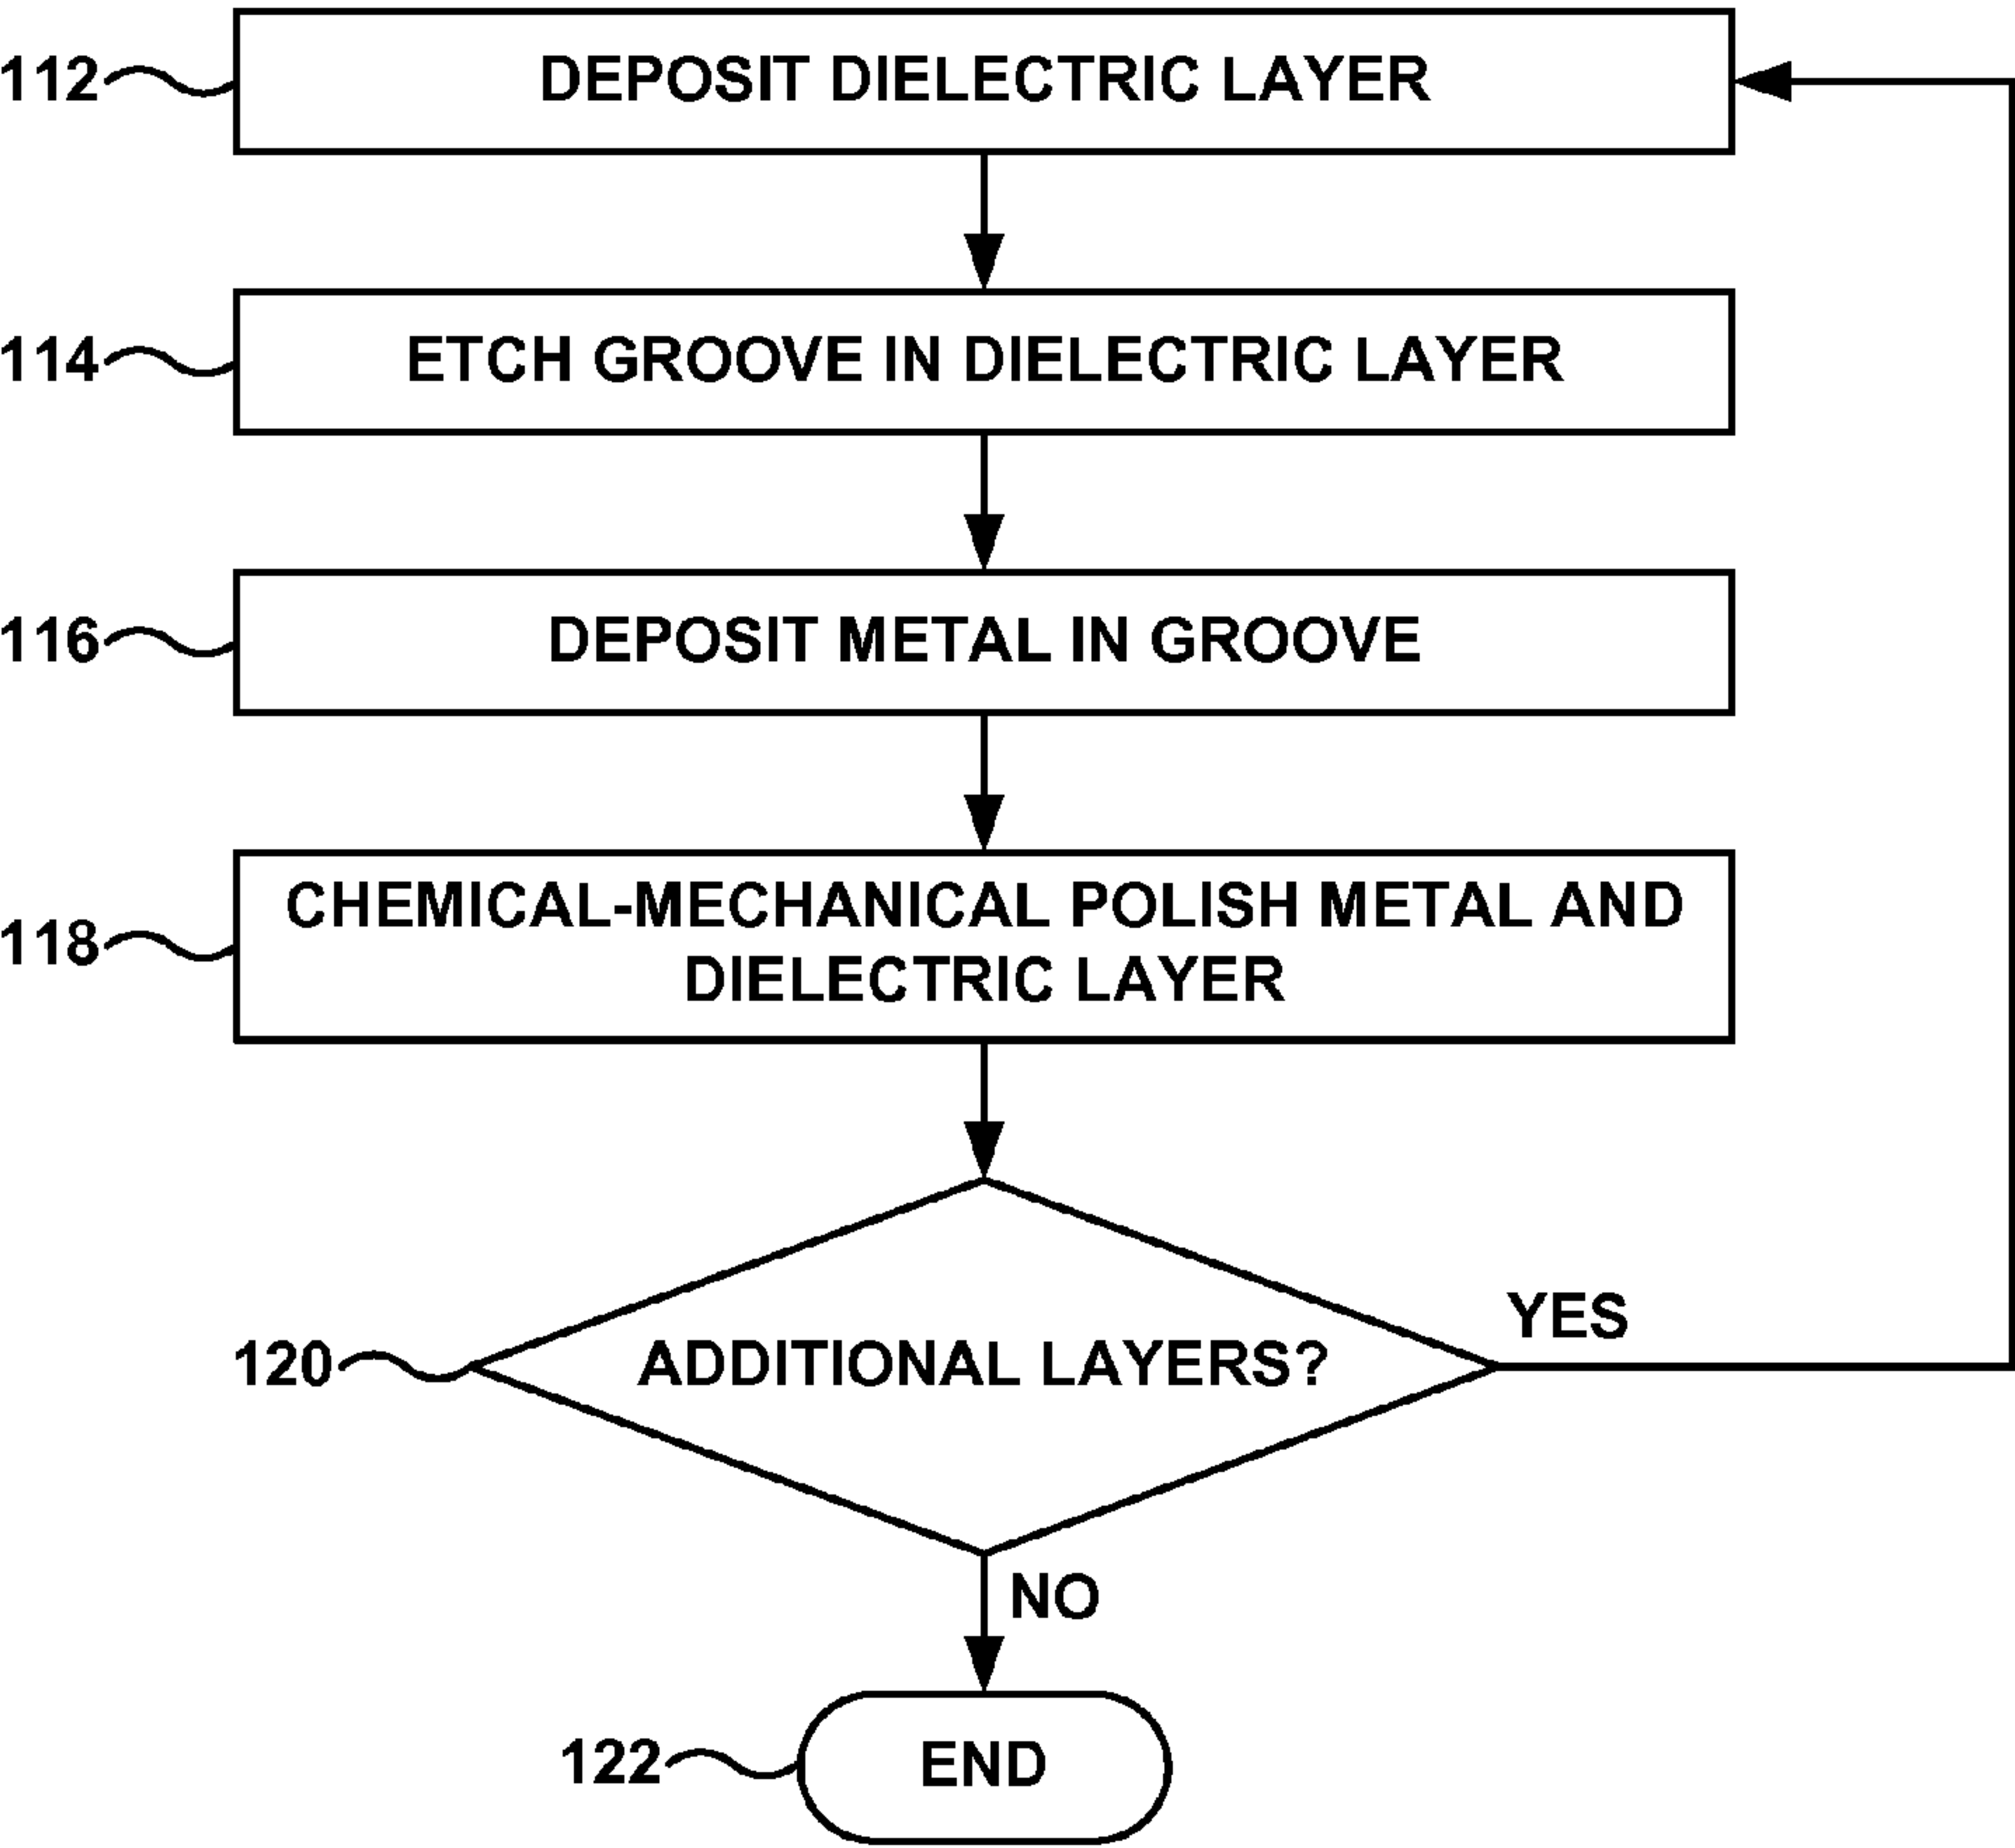 112
DEPOSIT DIELECTRIC LAYER
114
ETCH GROOVE IN DIELECTRIC LAYER
116
DEPOSIT METAL IN GROOVE
118
CHEMICAL-MECHANICAL POLISH METAL AND
DIELECTRIC LAYER
120
ADDITIONAL LAYERS?
YES
NO
122
END